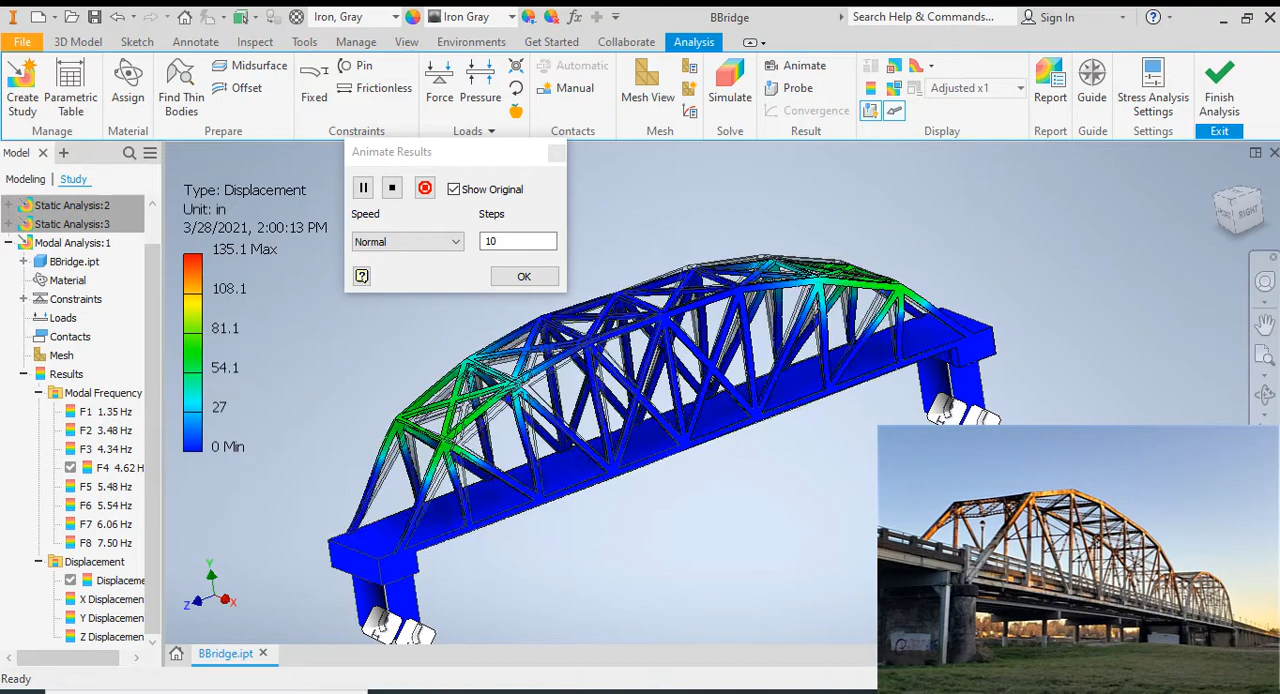 Iron, Gray
Iron Gray
BBridge
Search Help & Commands...
Sign In
File
3D Model
Sketch
Annotate
Inspect
Tools
Manage
View
Environments
Get Started
Collaborate
Analysis
Create Study
Parametric Table
Assign
Find Thin Bodies
Midsurface
Offset
Fixed
Pin
Frictionless
Force
Pressure
Automatic
Manual
Mesh View
Simulate
Animate
Probe
Convergence
Adjusted x1
Report
Guide
Stress Analysis Settings
Finish Analysis
Manage
Material
Prepare
Constraints
Loads
Contacts
Mesh
Solve
Result
Display
Report
Guide
Settings
Exit
Model
Modeling
Study
Static Analysis:2
Static Analysis:3
Modal Analysis:1
BBridge.ipt
Material
Constraints
Loads
Contacts
Mesh
Results
Modal Frequency
F1 1.35 Hz
F2 3.48 Hz
F3 4.34 Hz
F4 4.62 H
F5 5.48 Hz
F6 5.54 Hz
F7 6.06 Hz
F8 7.50 Hz
Displacement
Displaceme
X Displacemen
Y Displacemen
Z Displacemen
Type: Displacement
Unit: in
3/28/2021, 2:00:13 PM
135.1 Max
108.1
81.1
54.1
27
0 Min
Animate Results
Show Original
Speed
Steps
Normal
10
OK
RIGHT
Y
Z
X
BBridge.ipt
Ready